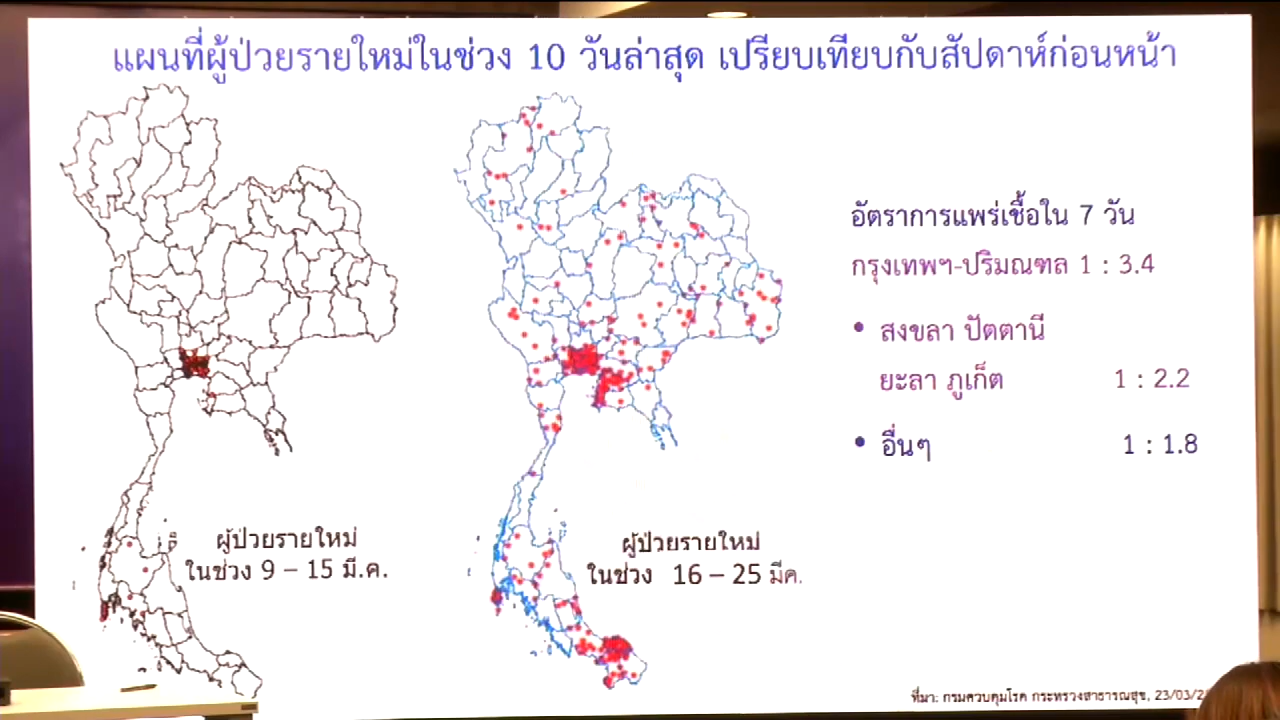 แผนที่ผู้ป่วยรายใหม่ในช่วง 10 วันล่าสุด เปรียบเทียบกับสัปดาห์ก่อนหน้า
อัตราการแพร่เชื้อใน 7 วัน
กรุงเทพฯ-ปริมณฑล 1 : 3.4
• สงขลา ปัตตานี
ยะลา ภูเก็ต 1 : 2.2
• อื่นๆ 1 : 1.8
ผู้ป่วยรายใหม่
ในช่วง 9 – 15 มี.ค.
ผู้ป่วยรายใหม่
ในช่วง 16 – 25 มีค.
ที่มา: กรมควบคุมโรค กระทรวงสาธารณสุข, 23/03/